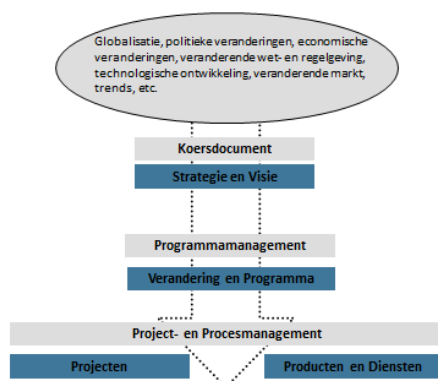 Globalisatie, politieke veranderingen, economische
veranderingen, veranderende wet- en regelgeving,
technologische ontwikkeling, veranderende markt,
trends, etc.
Koersdocument
Strategie en Visie
Programmamanagement
Verandering en Programma
Project- en Procesmanagement
Projecten
Producten en Diensten